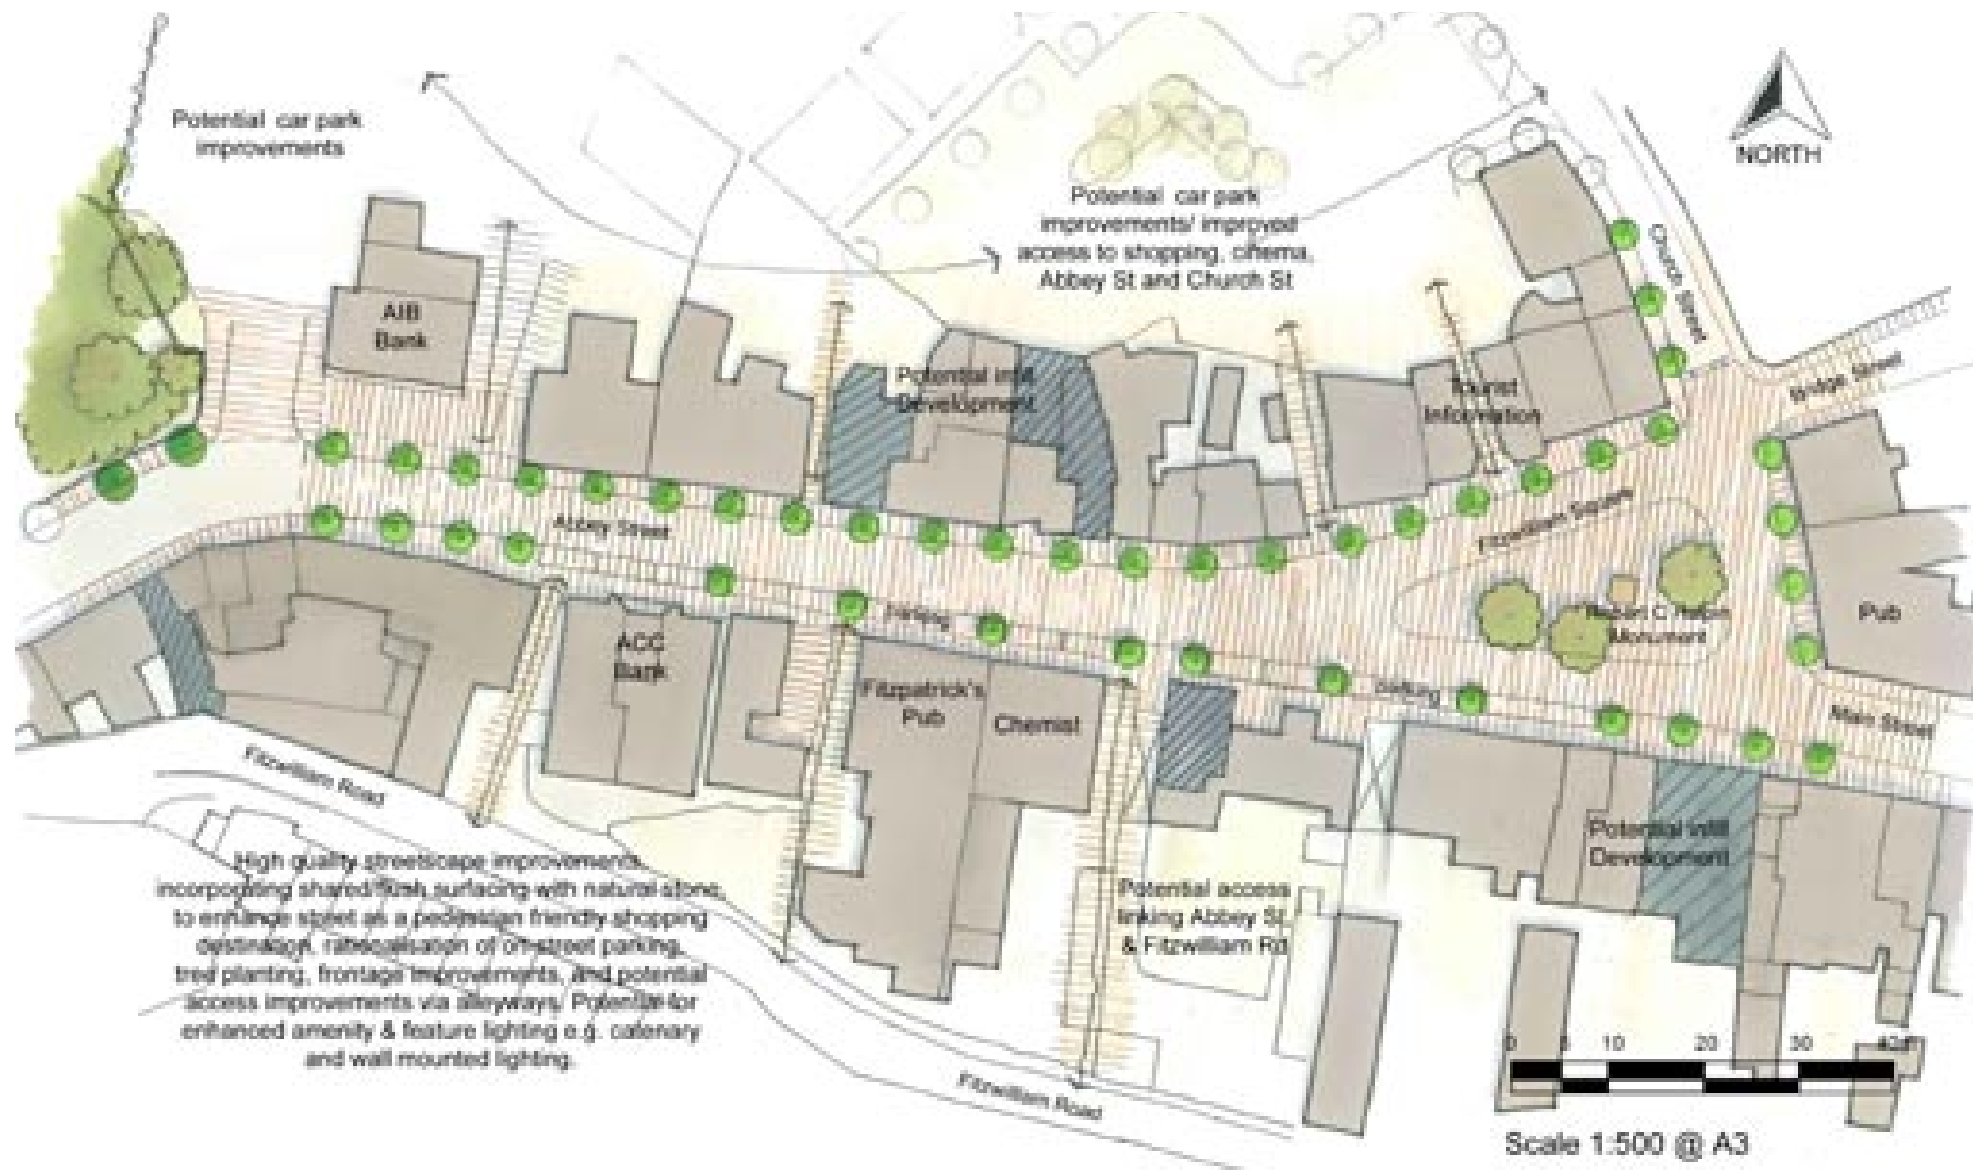 Potential car park
improvements
NORTH
Potential car park
improvements/ improved
access to shopping, cinema,
Abbey St and Church St
Church Street
AIB
Bank
Potential infill
Development
Tourist
Information
Bridge Street
Abbey Street
Fitzwilliam Square
parking
Monument
Pub
ACC
Bank
Fitzpatrick's
Pub
Chemist
parking
Main Street
Fitzwilliam Road
Potential infill
Development
High quality streetscape improvements
incorporating shared/flush surfacing with natural stone,
to enhance street as a pedestrian friendly shopping
destination, rationalisation of on-street parking,
tree planting, frontage improvements, and potential
access improvements via alleyways. Potential for
enhanced amenity & feature lighting e.g. catenary
and wall mounted lighting.
Potential access
linking Abbey St
& Fitzwilliam Rd
Fitzwilliam Road
0 5 10 20 30
Scale 1:500 @ A3